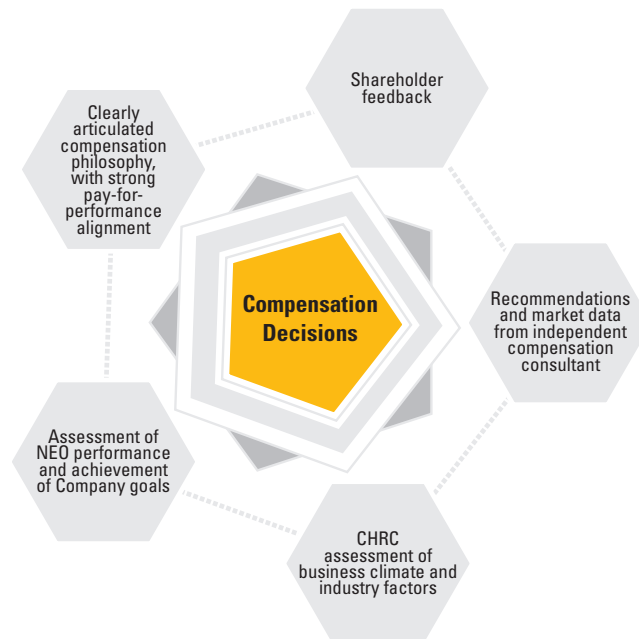 Shareholder
feedback
Clearly
articulated
compensation
philosophy,
with strong
pay-for-
performance
alignment
Compensation
Decisions
Recommendations
and market data
from independent
compensation
consultant
Assessment of
NEO performance
and achievement
of Company goals
CHRC
assessment of
business climate and
industry factors